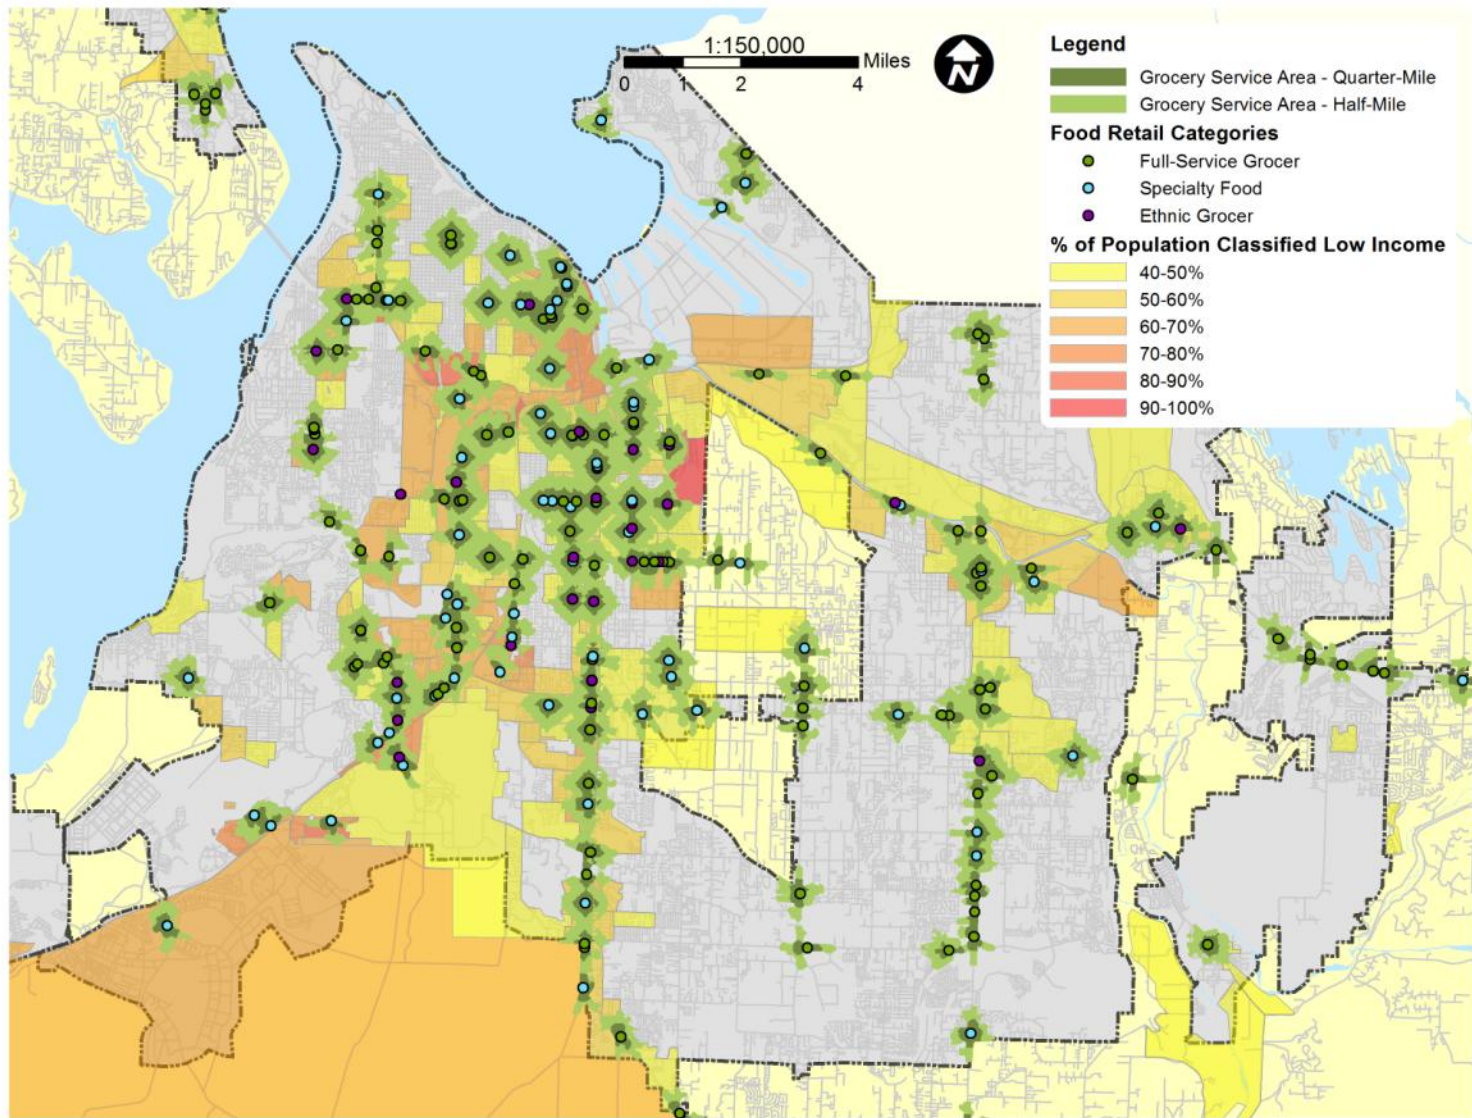 1:150,000
Miles
0 1 2 4
N
Legend
Grocery Service Area - Quarter-Mile
Grocery Service Area - Half-Mile
Food Retail Categories
Full-Service Grocer
Specialty Food
Ethnic Grocer
% of Population Classified Low Income
40-50%
50-60%
60-70%
70-80%
80-90%
90-100%